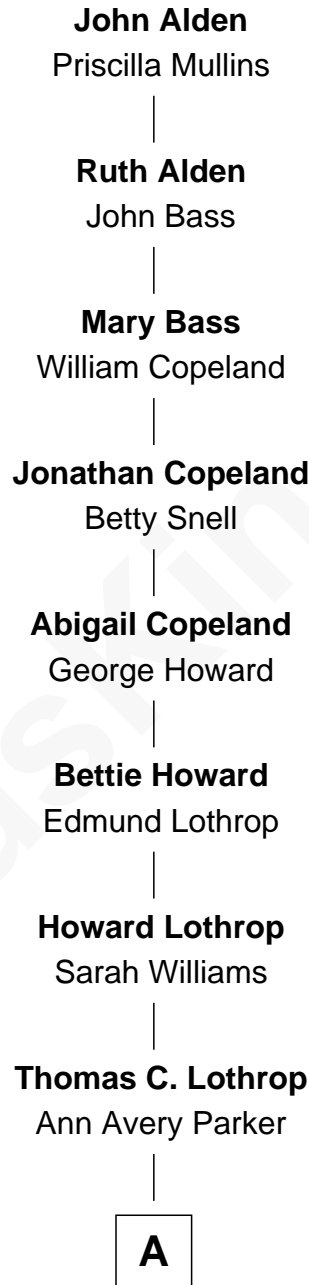 John Alden
Priscilla Mullins
Ruth Alden
John Bass
Mary Bass
William Copeland
Jonathan Copeland
Betty Snell
Abigail Copeland
George Howard
Bettie Howard
Edmund Lothrop
Howard Lothrop
Sarah Williams
Thomas C. Lothrop
Ann Avery Parker
A